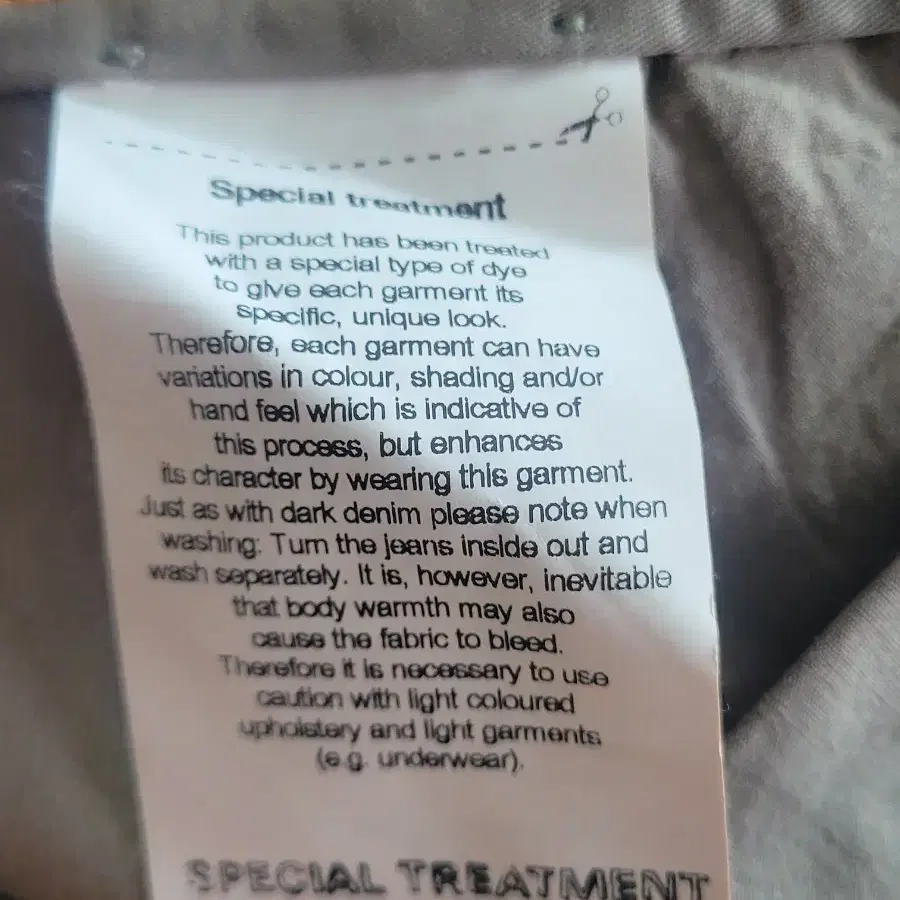 Special treatment
This product has been treated
with a special type of dye
to give each garment its
specific, unique look.
Therefore, each garment can have
variations in colour, shading and/or
hand feel which is indicative of
this process, but enhances
its character by wearing this garment.
Just as with dark denim please note when
washing: Turn the jeans inside out and
wash separately. It is, however, inevitable
that body warmth may also
cause the fabric to bleed.
Therefore it is necessary to use
caution with light coloured
upholstery and light garments
(e.g. underwear).
SPECIAL TREATMENT